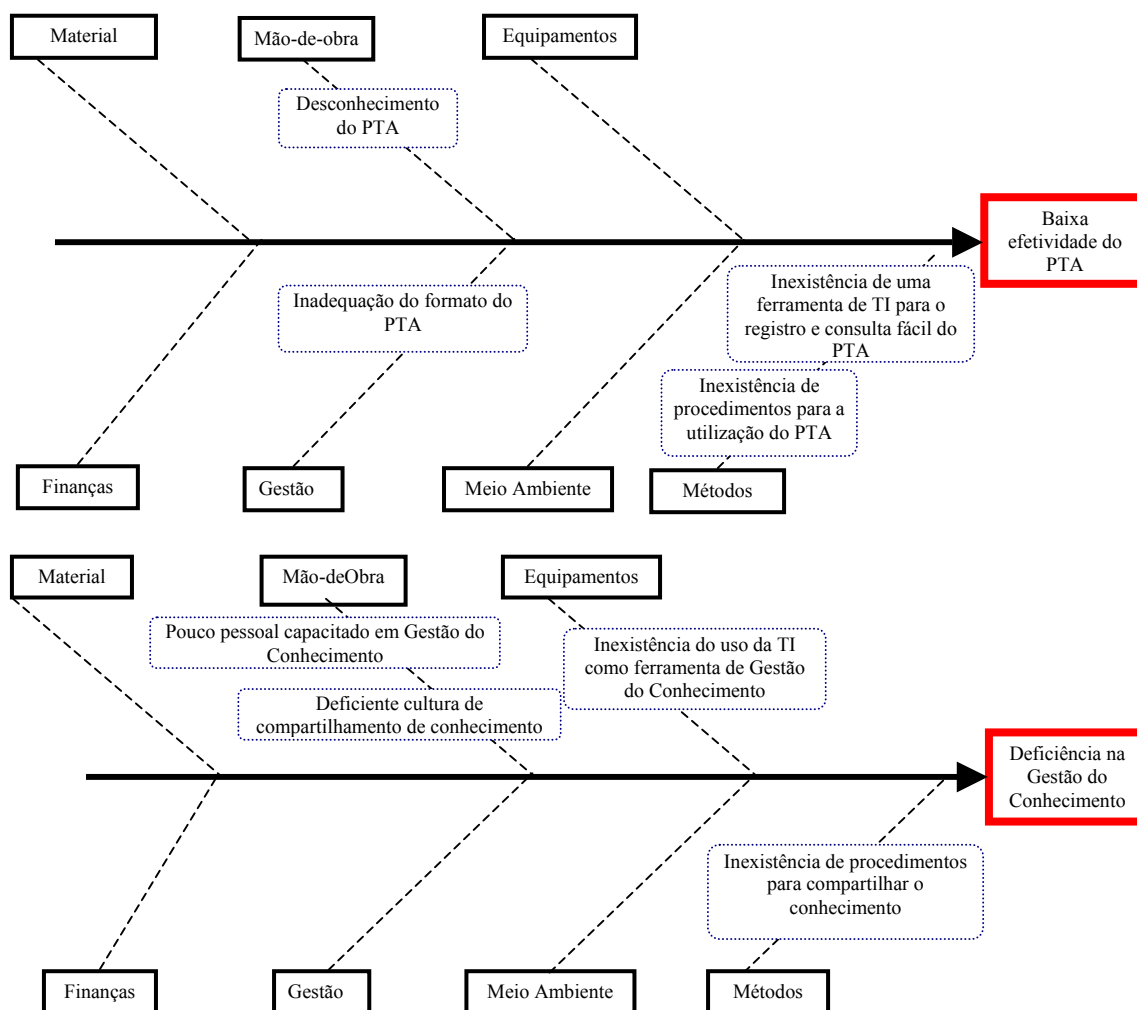 Material
Mão-de-obra
Equipamentos
Desconhecimento
do PTA
Baixa
efetividade do
PTA
Inadequação do formato do
PTA
Inexistência de uma
ferramenta de TI para o
registro e consulta fácil do
PTA
Inexistência de
procedimentos para a
utilização do PTA
Finanças
Gestão
Meio Ambiente
Métodos
Material
Mão-deObra
Equipamentos
Pouco pessoal capacitado em Gestão do
Conhecimento
Inexistência do uso da TI
como ferramenta de Gestão
do Conhecimento
Deficiente cultura de
compartilhamento de conhecimento
Deficiência na
Gestão do
Conhecimento
Inexistência de procedimentos
para compartilhar o
conhecimento
Finanças
Gestão
Meio Ambiente
Métodos